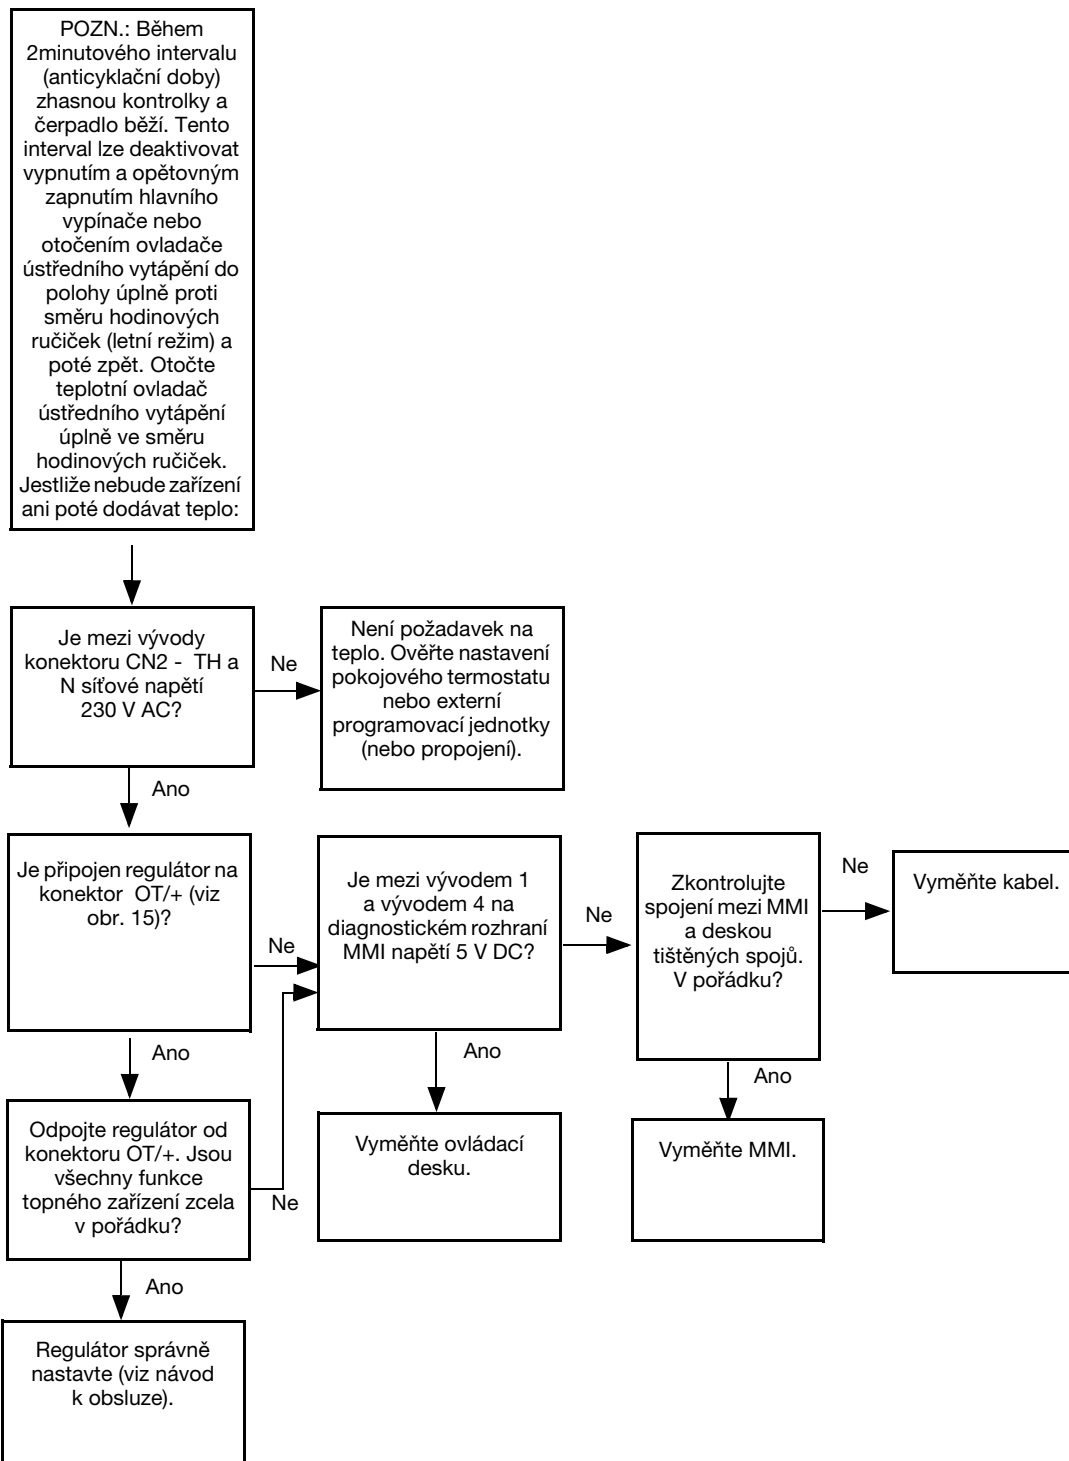 POZN.: Během
2minutového intervalu
(anticyklační doby)
zhasnou kontrolky a
čerpadlo běží. Tento
interval lze deaktivovat
vypnutím a opětovným
zapnutím hlavního
vypínače nebo
otočením ovladače
ústředního vytápění do
polohy úplně proti
směru hodinových
ručiček (letní režim) a
poté zpět. Otočte
teplotní ovladač
ústředního vytápění
úplně ve směru
hodinových ručiček.
Jestliže nebude zařízení
ani poté dodávat teplo:
Je mezi vývody
konektoru CN2 - TH a
N síťové napětí
230 V AC?
Ne
Není požadavek na
teplo. Ověřte nastavení
pokojového termostatu
nebo externí
programovací jednotky
(nebo propojení).
Ano
Je připojen regulátor na
konektor OT/+ (viz
obr. 15)?
Ne
Je mezi vývodem 1
a vývodem 4 na
diagnostickém rozhraní
MMI napětí 5 V DC?
Ne
Zkontrolujte
spojení mezi MMI
a deskou
tištěných spojů.
V pořádku?
Ne
Vyměňte kabel.
Ano
Ano
Ano
Odpojte regulátor od
konektoru OT/+. Jsou
všechny funkce
topného zařízení zcela
v pořádku?
Ne
Vyměňte ovládací
desku.
Vyměňte MMI.
Ano
Regulátor správně
nastavte (viz návod
k obsluze).